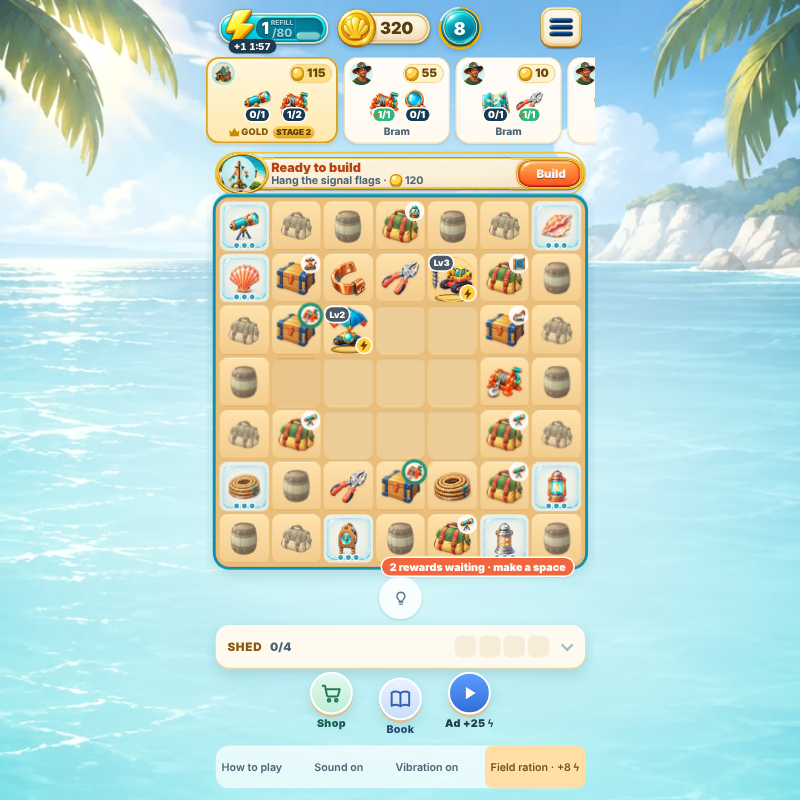 1
REFILL
/80
+1 1:57
320
8
115
0/1
1/2
GOLD STAGE 2
55
1/1
0/1
Bram
10
0/1
1/1
Bram
Ready to build
Hang the signal flags · 120
Build
Lv3
Lv2
2 rewards waiting · make a space
SHED 0/4
Shop
Book
Ad +25
How to play
Sound on
Vibration on
Field ration · +8